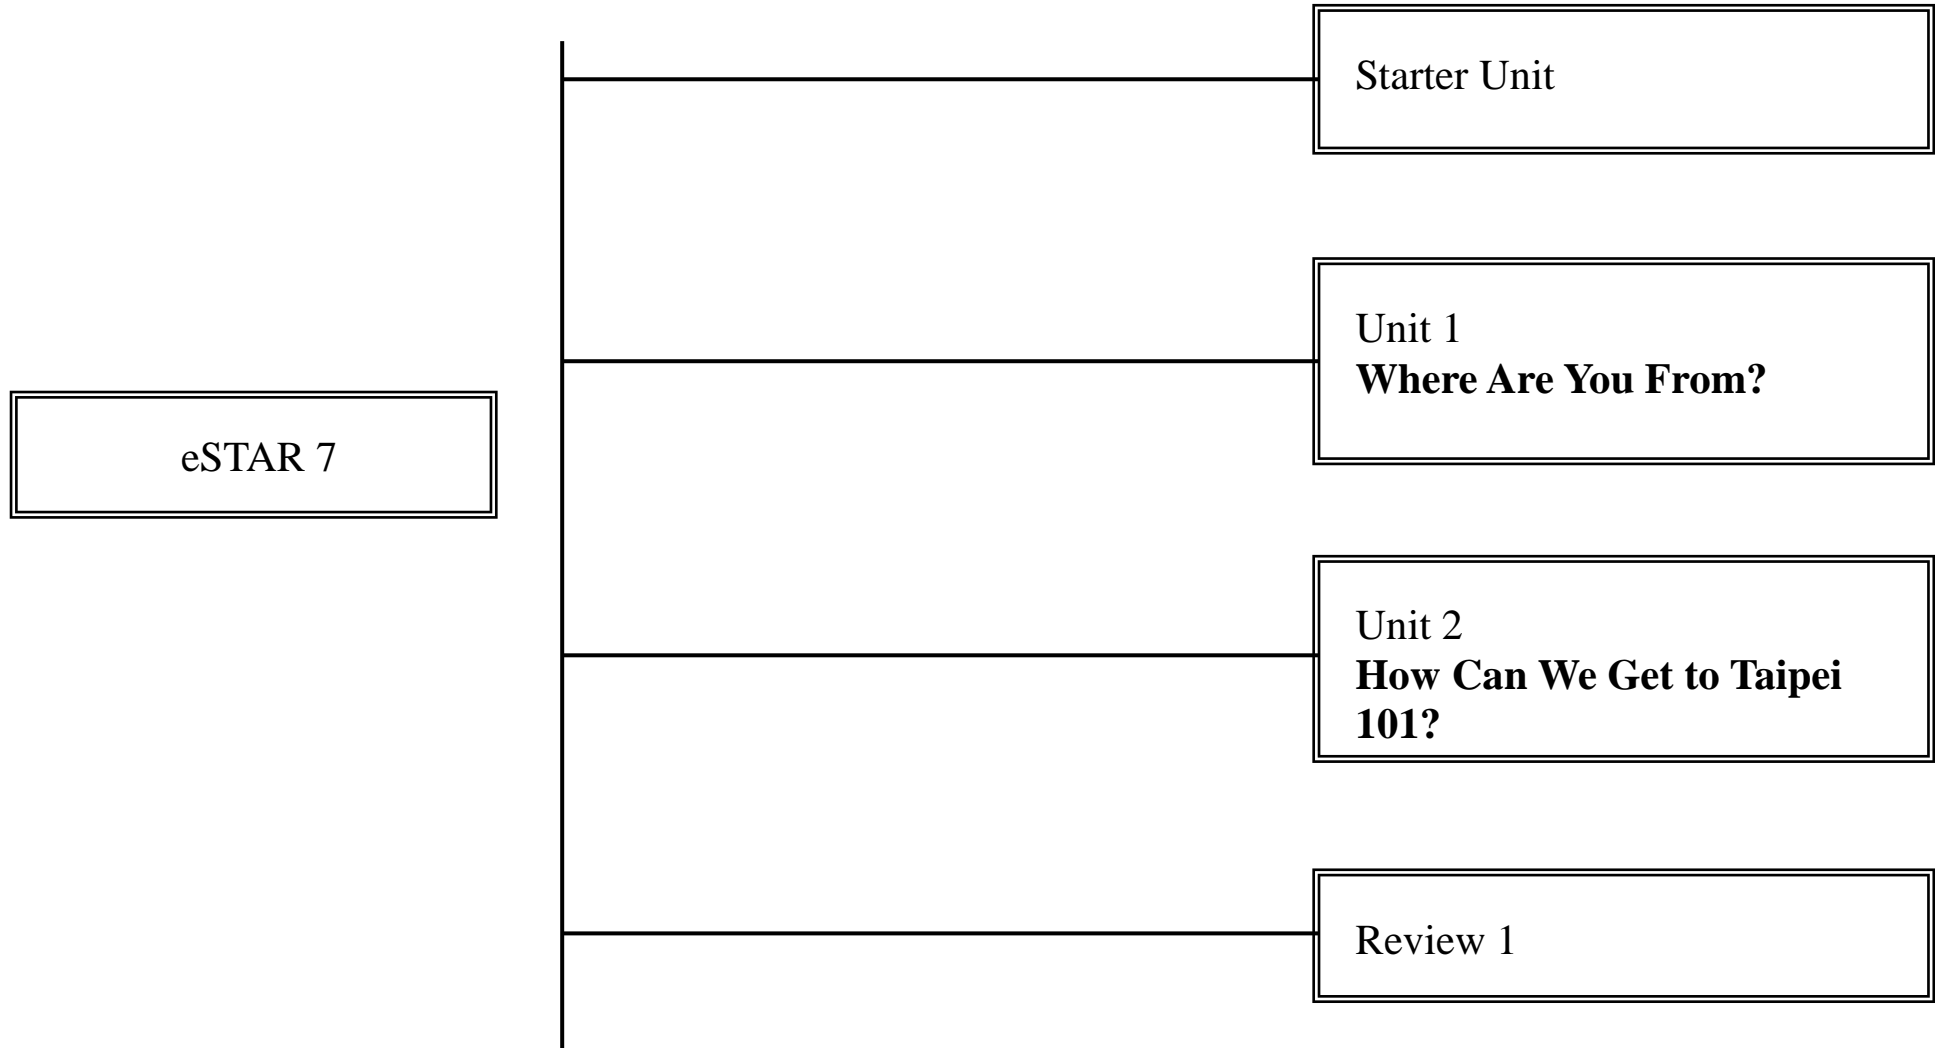 eSTAR 7
Starter Unit
Unit 1
Where Are You From?
Unit 2
How Can We Get to Taipei
101?
Review 1